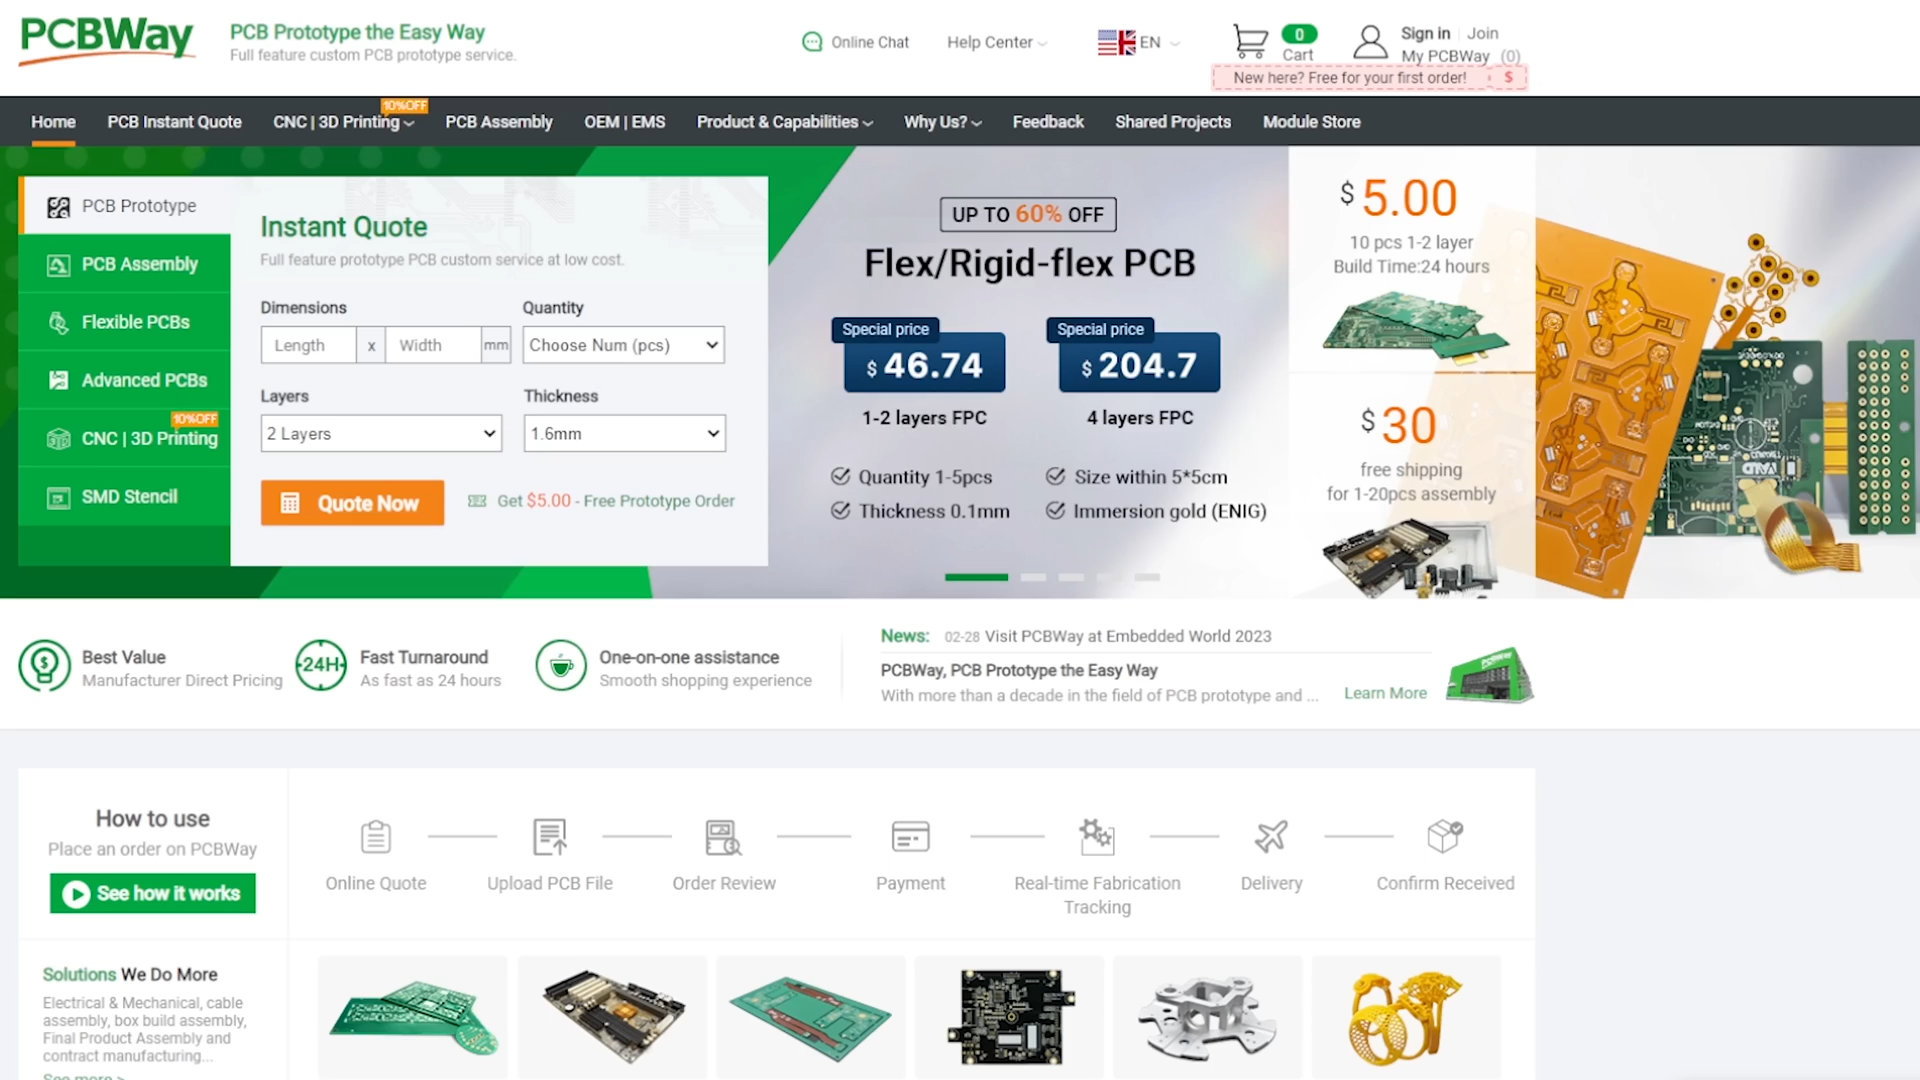 PCBWay
PCB Prototype the Easy Way
Full feature custom PCB prototype service.
Online Chat
Help Center
EN
0
Cart
Sign in | Join
My PCBWay (0)
New here? Free for your first order! $
10%OFF
Home
PCB Instant Quote
CNC | 3D Printing
PCB Assembly
OEM | EMS
Product & Capabilities
Why Us?
Feedback
Shared Projects
Module Store
PCB Prototype
PCB Assembly
Flexible PCBs
Advanced PCBs
10%OFF
CNC | 3D Printing
SMD Stencil
Instant Quote
Full feature prototype PCB custom service at low cost.
Dimensions
Quantity
Length x Width mm
Choose Num (pcs)
Layers
Thickness
2 Layers
1.6mm
Quote Now
Get $5.00 - Free Prototype Order
UP TO 60% OFF
Flex/Rigid-flex PCB
Special price
$ 46.74
1-2 layers FPC
Special price
$ 204.7
4 layers FPC
Quantity 1-5pcs
Size within 5*5cm
Thickness 0.1mm
Immersion gold (ENIG)
$ 5.00
10 pcs 1-2 layer
Build Time:24 hours
$ 30
free shipping
for 1-20pcs assembly
Best Value
Manufacturer Direct Pricing
24H
Fast Turnaround
As fast as 24 hours
One-on-one assistance
Smooth shopping experience
News: 02-28 Visit PCBWay at Embedded World 2023
PCBWay, PCB Prototype the Easy Way
With more than a decade in the field of PCB prototype and ...
Learn More
PCBWay
How to use
Place an order on PCBWay
See how it works
Online Quote
Upload PCB File
Order Review
Payment
Real-time Fabrication
Tracking
Delivery
Confirm Received
Solutions We Do More
Electrical & Mechanical, cable
assembly, box build assembly,
Final Product Assembly and
contract manufacturing...
See more >